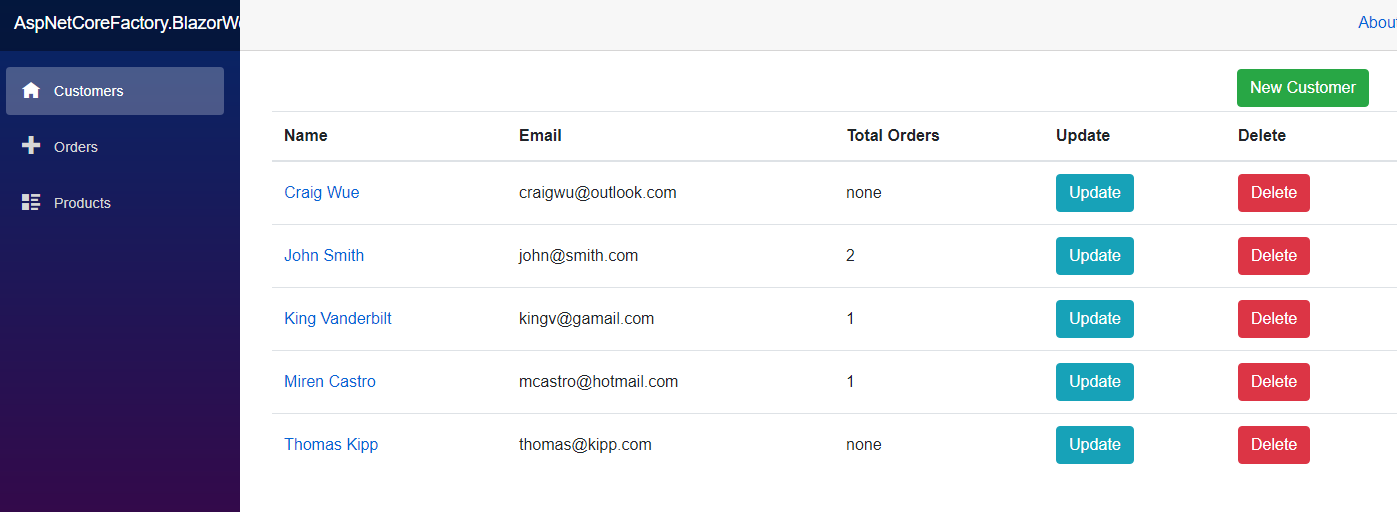 AspNetCoreFactory.BlazorWe
About
Customers
Orders
Products
New Customer
Name Email Total Orders Update Delete
Craig Wue craigwu@outlook.com none Update Delete
John Smith john@smith.com 2 Update Delete
King Vanderbilt kingv@gamail.com 1 Update Delete
Miren Castro mcastro@hotmail.com 1 Update Delete
Thomas Kipp thomas@kipp.com none Update Delete